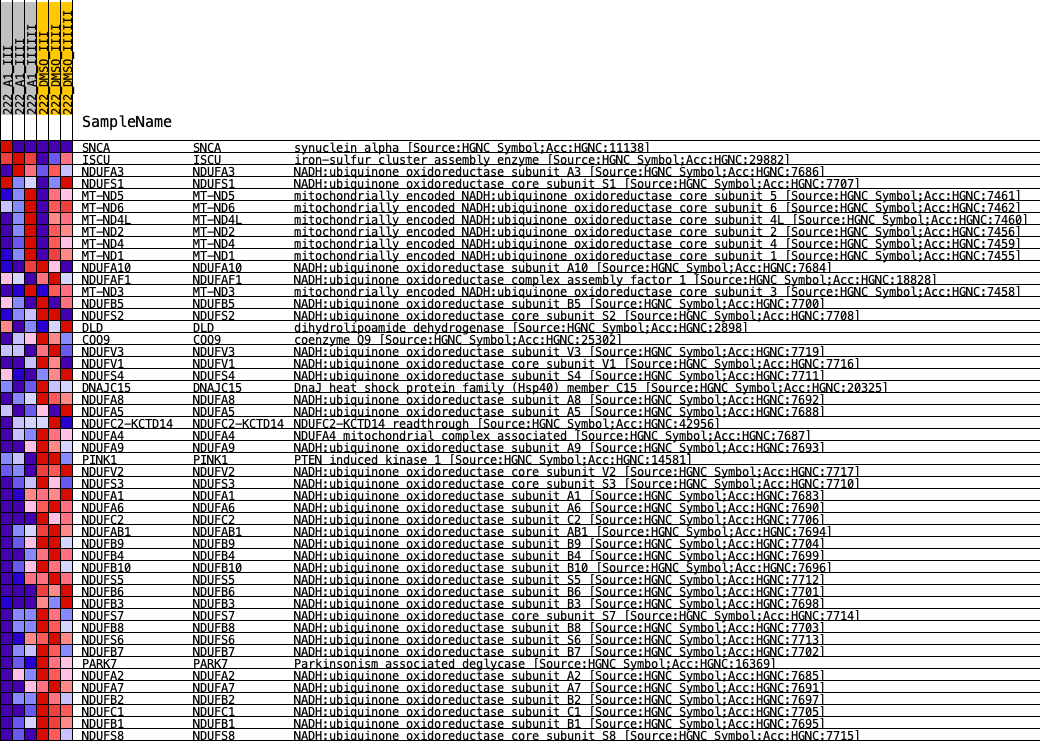 222_A1_III
222_A1_IIII
222_A1_IIIIII
222_DMSO_III
222_DMSO_IIII
222_DMSO_IIIIII
SampleName
SNCA SNCA synuclein alpha [Source:HGNC Symbol;Acc:HGNC:11138]
ISCU ISCU iron-sulfur cluster assembly enzyme [Source:HGNC Symbol;Acc:HGNC:29882]
NDUFA3 NDUFA3 NADH:ubiquinone oxidoreductase subunit A3 [Source:HGNC Symbol;Acc:HGNC:7686]
NDUFS1 NDUFS1 NADH:ubiquinone oxidoreductase core subunit S1 [Source:HGNC Symbol;Acc:HGNC:7707]
MT-ND5 MT-ND5 mitochondrially encoded NADH:ubiquinone oxidoreductase core subunit 5 [Source:HGNC Symbol;Acc:HGNC:7461]
MT-ND6 MT-ND6 mitochondrially encoded NADH:ubiquinone oxidoreductase core subunit 6 [Source:HGNC Symbol;Acc:HGNC:7462]
MT-ND4L MT-ND4L mitochondrially encoded NADH:ubiquinone oxidoreductase core subunit 4L [Source:HGNC Symbol;Acc:HGNC:7460]
MT-ND2 MT-ND2 mitochondrially encoded NADH:ubiquinone oxidoreductase core subunit 2 [Source:HGNC Symbol;Acc:HGNC:7456]
MT-ND4 MT-ND4 mitochondrially encoded NADH:ubiquinone oxidoreductase core subunit 4 [Source:HGNC Symbol;Acc:HGNC:7459]
MT-ND1 MT-ND1 mitochondrially encoded NADH:ubiquinone oxidoreductase core subunit 1 [Source:HGNC Symbol;Acc:HGNC:7455]
NDUFA10 NDUFA10 NADH:ubiquinone oxidoreductase subunit A10 [Source:HGNC Symbol;Acc:HGNC:7684]
NDUFAF1 NDUFAF1 NADH:ubiquinone oxidoreductase complex assembly factor 1 [Source:HGNC Symbol;Acc:HGNC:18828]
MT-ND3 MT-ND3 mitochondrially encoded NADH:ubiquinone oxidoreductase core subunit 3 [Source:HGNC Symbol;Acc:HGNC:7458]
NDUFB5 NDUFB5 NADH:ubiquinone oxidoreductase subunit B5 [Source:HGNC Symbol;Acc:HGNC:7700]
NDUFS2 NDUFS2 NADH:ubiquinone oxidoreductase core subunit S2 [Source:HGNC Symbol;Acc:HGNC:7708]
DLD DLD dihydrolipoamide dehydrogenase [Source:HGNC Symbol;Acc:HGNC:2898]
COQ9 COQ9 coenzyme Q9 [Source:HGNC Symbol;Acc:HGNC:25302]
NDUFV3 NDUFV3 NADH:ubiquinone oxidoreductase subunit V3 [Source:HGNC Symbol;Acc:HGNC:7719]
NDUFV1 NDUFV1 NADH:ubiquinone oxidoreductase core subunit V1 [Source:HGNC Symbol;Acc:HGNC:7716]
NDUFS4 NDUFS4 NADH:ubiquinone oxidoreductase subunit S4 [Source:HGNC Symbol;Acc:HGNC:7711]
DNAJC15 DNAJC15 DnaJ heat shock protein family (Hsp40) member C15 [Source:HGNC Symbol;Acc:HGNC:20325]
NDUFA8 NDUFA8 NADH:ubiquinone oxidoreductase subunit A8 [Source:HGNC Symbol;Acc:HGNC:7692]
NDUFA5 NDUFA5 NADH:ubiquinone oxidoreductase subunit A5 [Source:HGNC Symbol;Acc:HGNC:7688]
NDUFC2-KCTD14 NDUFC2-KCTD14 NDUFC2-KCTD14 readthrough [Source:HGNC Symbol;Acc:HGNC:42956]
NDUFA4 NDUFA4 NDUFA4 mitochondrial complex associated [Source:HGNC Symbol;Acc:HGNC:7687]
NDUFA9 NDUFA9 NADH:ubiquinone oxidoreductase subunit A9 [Source:HGNC Symbol;Acc:HGNC:7693]
PINK1 PINK1 PTEN induced kinase 1 [Source:HGNC Symbol;Acc:HGNC:14581]
NDUFV2 NDUFV2 NADH:ubiquinone oxidoreductase core subunit V2 [Source:HGNC Symbol;Acc:HGNC:7717]
NDUFS3 NDUFS3 NADH:ubiquinone oxidoreductase core subunit S3 [Source:HGNC Symbol;Acc:HGNC:7710]
NDUFA1 NDUFA1 NADH:ubiquinone oxidoreductase subunit A1 [Source:HGNC Symbol;Acc:HGNC:7683]
NDUFA6 NDUFA6 NADH:ubiquinone oxidoreductase subunit A6 [Source:HGNC Symbol;Acc:HGNC:7690]
NDUFC2 NDUFC2 NADH:ubiquinone oxidoreductase subunit C2 [Source:HGNC Symbol;Acc:HGNC:7706]
NDUFAB1 NDUFAB1 NADH:ubiquinone oxidoreductase subunit AB1 [Source:HGNC Symbol;Acc:HGNC:7694]
NDUFB9 NDUFB9 NADH:ubiquinone oxidoreductase subunit B9 [Source:HGNC Symbol;Acc:HGNC:7704]
NDUFB4 NDUFB4 NADH:ubiquinone oxidoreductase subunit B4 [Source:HGNC Symbol;Acc:HGNC:7699]
NDUFB10 NDUFB10 NADH:ubiquinone oxidoreductase subunit B10 [Source:HGNC Symbol;Acc:HGNC:7696]
NDUFS5 NDUFS5 NADH:ubiquinone oxidoreductase subunit S5 [Source:HGNC Symbol;Acc:HGNC:7712]
NDUFB6 NDUFB6 NADH:ubiquinone oxidoreductase subunit B6 [Source:HGNC Symbol;Acc:HGNC:7701]
NDUFB3 NDUFB3 NADH:ubiquinone oxidoreductase subunit B3 [Source:HGNC Symbol;Acc:HGNC:7698]
NDUFS7 NDUFS7 NADH:ubiquinone oxidoreductase core subunit S7 [Source:HGNC Symbol;Acc:HGNC:7714]
NDUFB8 NDUFB8 NADH:ubiquinone oxidoreductase subunit B8 [Source:HGNC Symbol;Acc:HGNC:7703]
NDUFS6 NDUFS6 NADH:ubiquinone oxidoreductase subunit S6 [Source:HGNC Symbol;Acc:HGNC:7713]
NDUFB7 NDUFB7 NADH:ubiquinone oxidoreductase subunit B7 [Source:HGNC Symbol;Acc:HGNC:7702]
PARK7 PARK7 Parkinsonism associated deglycase [Source:HGNC Symbol;Acc:HGNC:16369]
NDUFA2 NDUFA2 NADH:ubiquinone oxidoreductase subunit A2 [Source:HGNC Symbol;Acc:HGNC:7685]
NDUFA7 NDUFA7 NADH:ubiquinone oxidoreductase subunit A7 [Source:HGNC Symbol;Acc:HGNC:7691]
NDUFB2 NDUFB2 NADH:ubiquinone oxidoreductase subunit B2 [Source:HGNC Symbol;Acc:HGNC:7697]
NDUFC1 NDUFC1 NADH:ubiquinone oxidoreductase subunit C1 [Source:HGNC Symbol;Acc:HGNC:7705]
NDUFB1 NDUFB1 NADH:ubiquinone oxidoreductase subunit B1 [Source:HGNC Symbol;Acc:HGNC:7695]
NDUFS8 NDUFS8 NADH:ubiquinone oxidoreductase core subunit S8 [Source:HGNC Symbol;Acc:HGNC:7715]